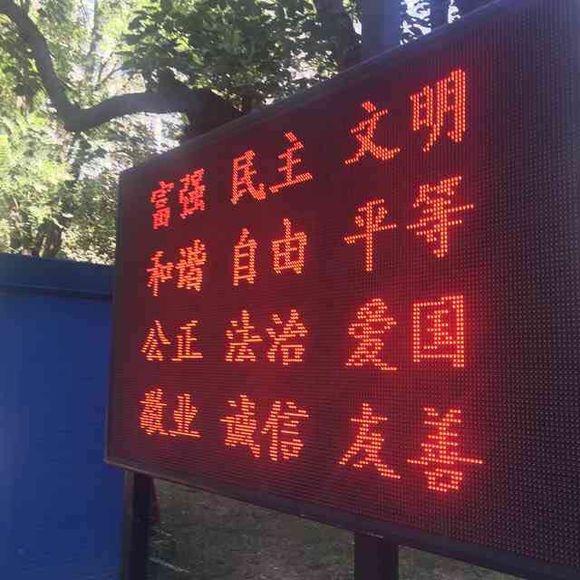 富强 民主 文明
和谐 自由 平等
公正 法治 爱国
敬业 诚信 友善